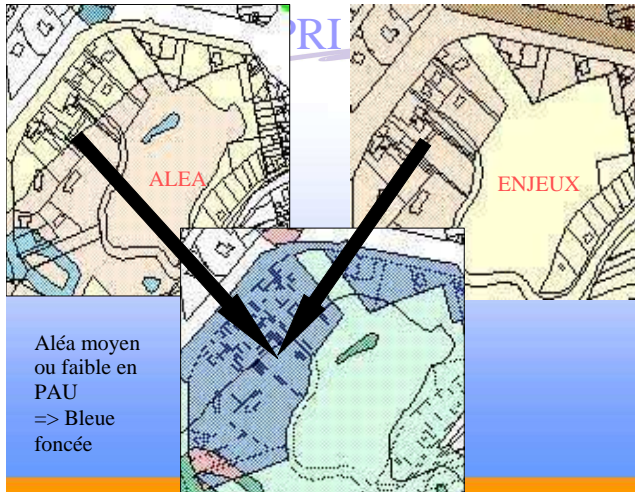 PRI
ALEA
ENJEUX
Aléa moyen
ou faible en
PAU
=> Bleue
foncée